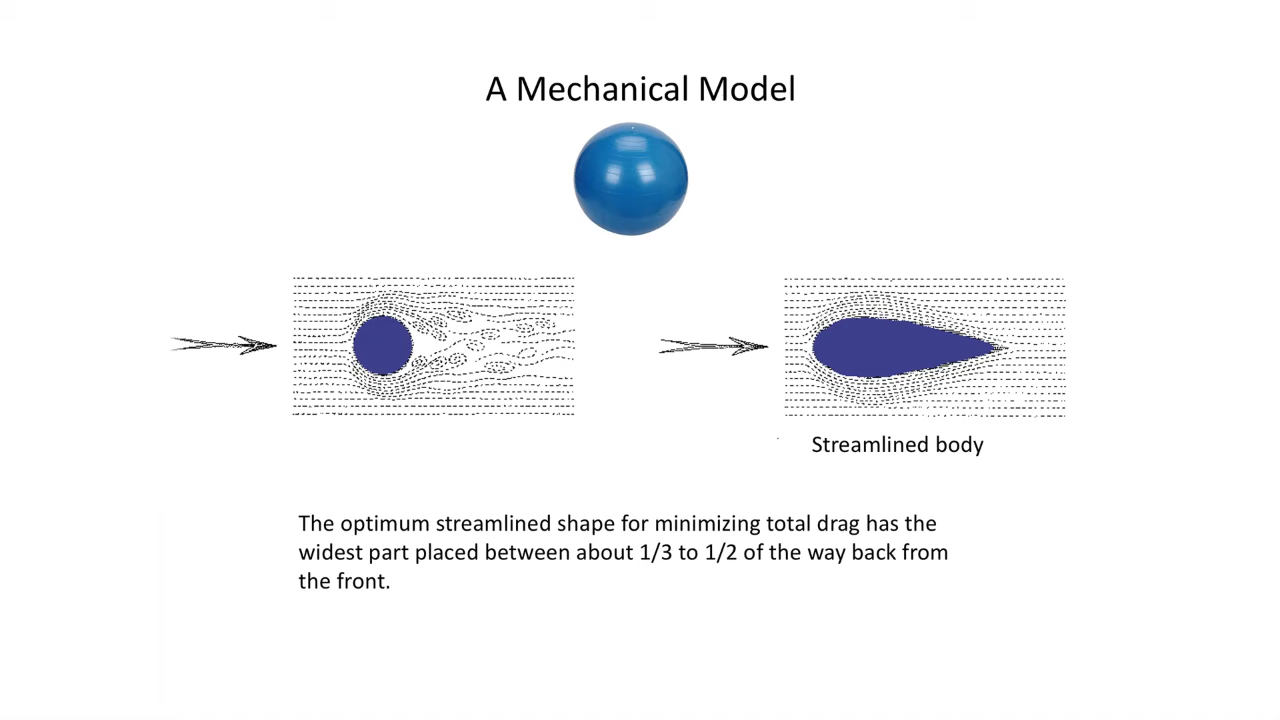 A Mechanical Model
Streamlined body
The optimum streamlined shape for minimizing total drag has the
widest part placed between about 1/3 to 1/2 of the way back from
the front.